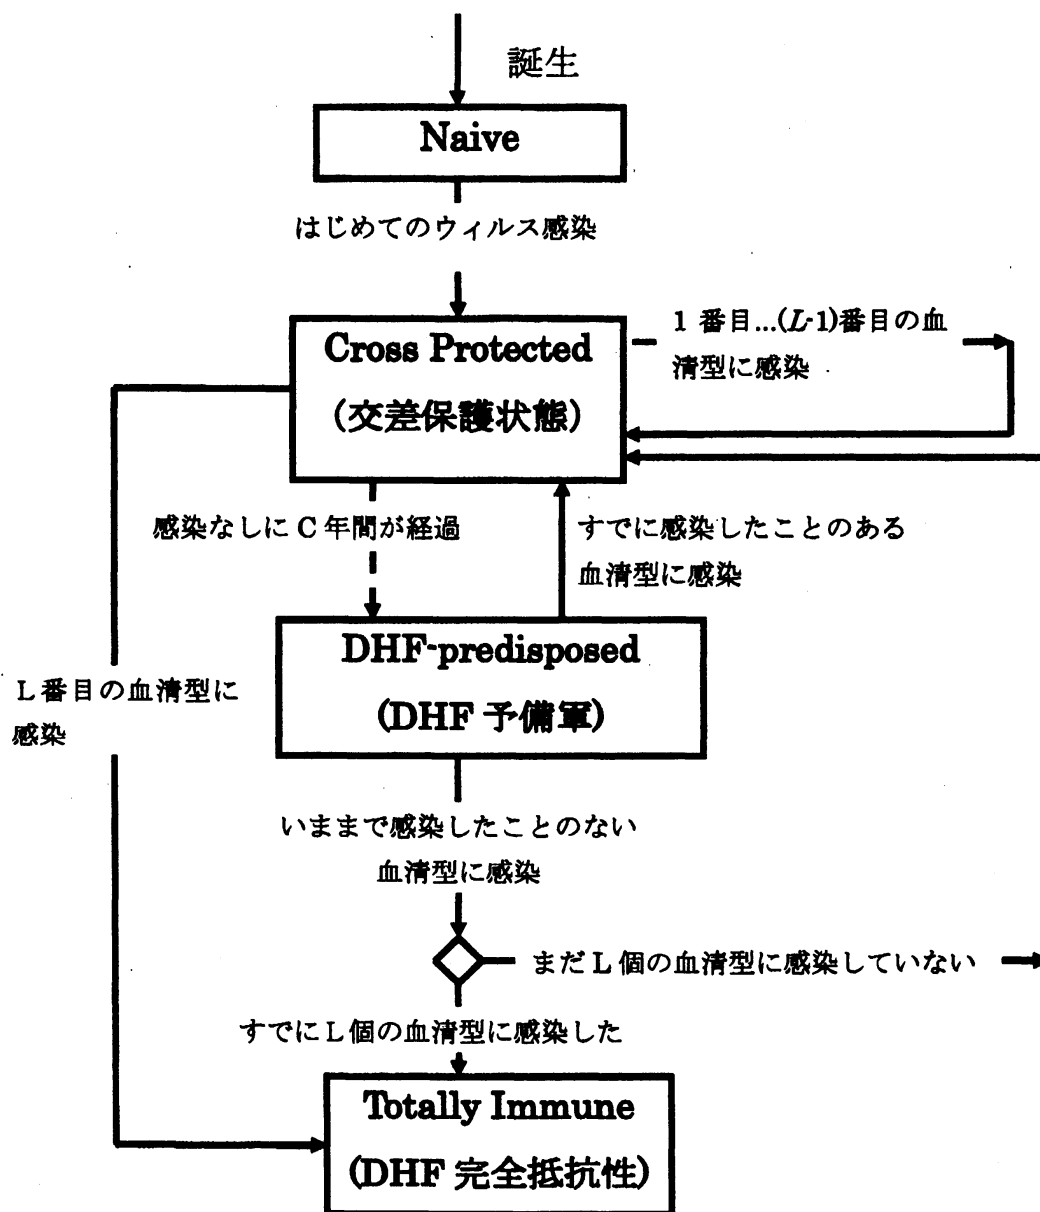 誕生
Naive
はじめてのウィルス感染
Cross Protected
(交差保護状態)
1 番目...(L-1)番目の血
清型に感染
感染なしに C 年間が経過
すでに感染したことのある
血清型に感染
DHF-predisposed
(DHF 予備軍)
L番目の血清型に
感染
いままで感染したことのない
血清型に感染
まだL個の血清型に感染していない
すでにL個の血清型に感染した
Totally Immune
(DHF 完全抵抗性)